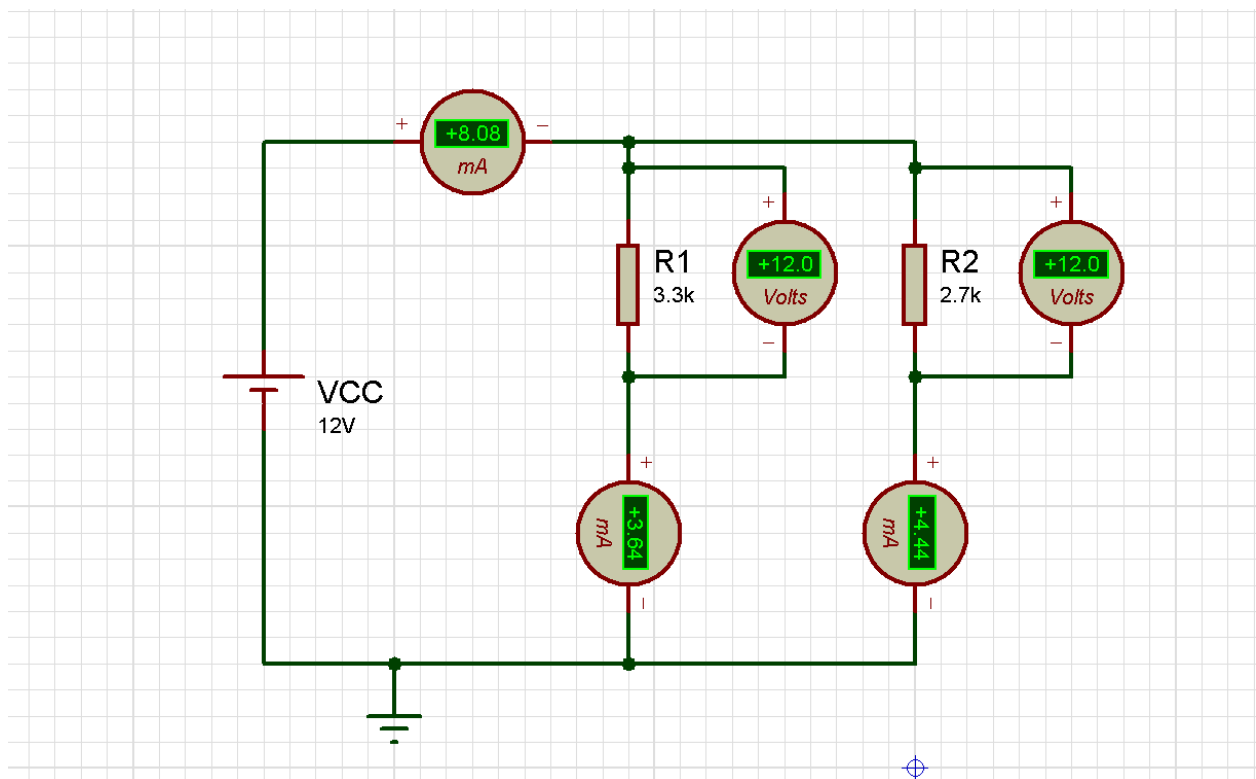 + +8.08 −
mA
+ +
R1 +12.0 R2 +12.0
3.3k Volts 2.7k Volts
− −
VCC
12V
+ +
+3.64 +4.44
mA mA
− −